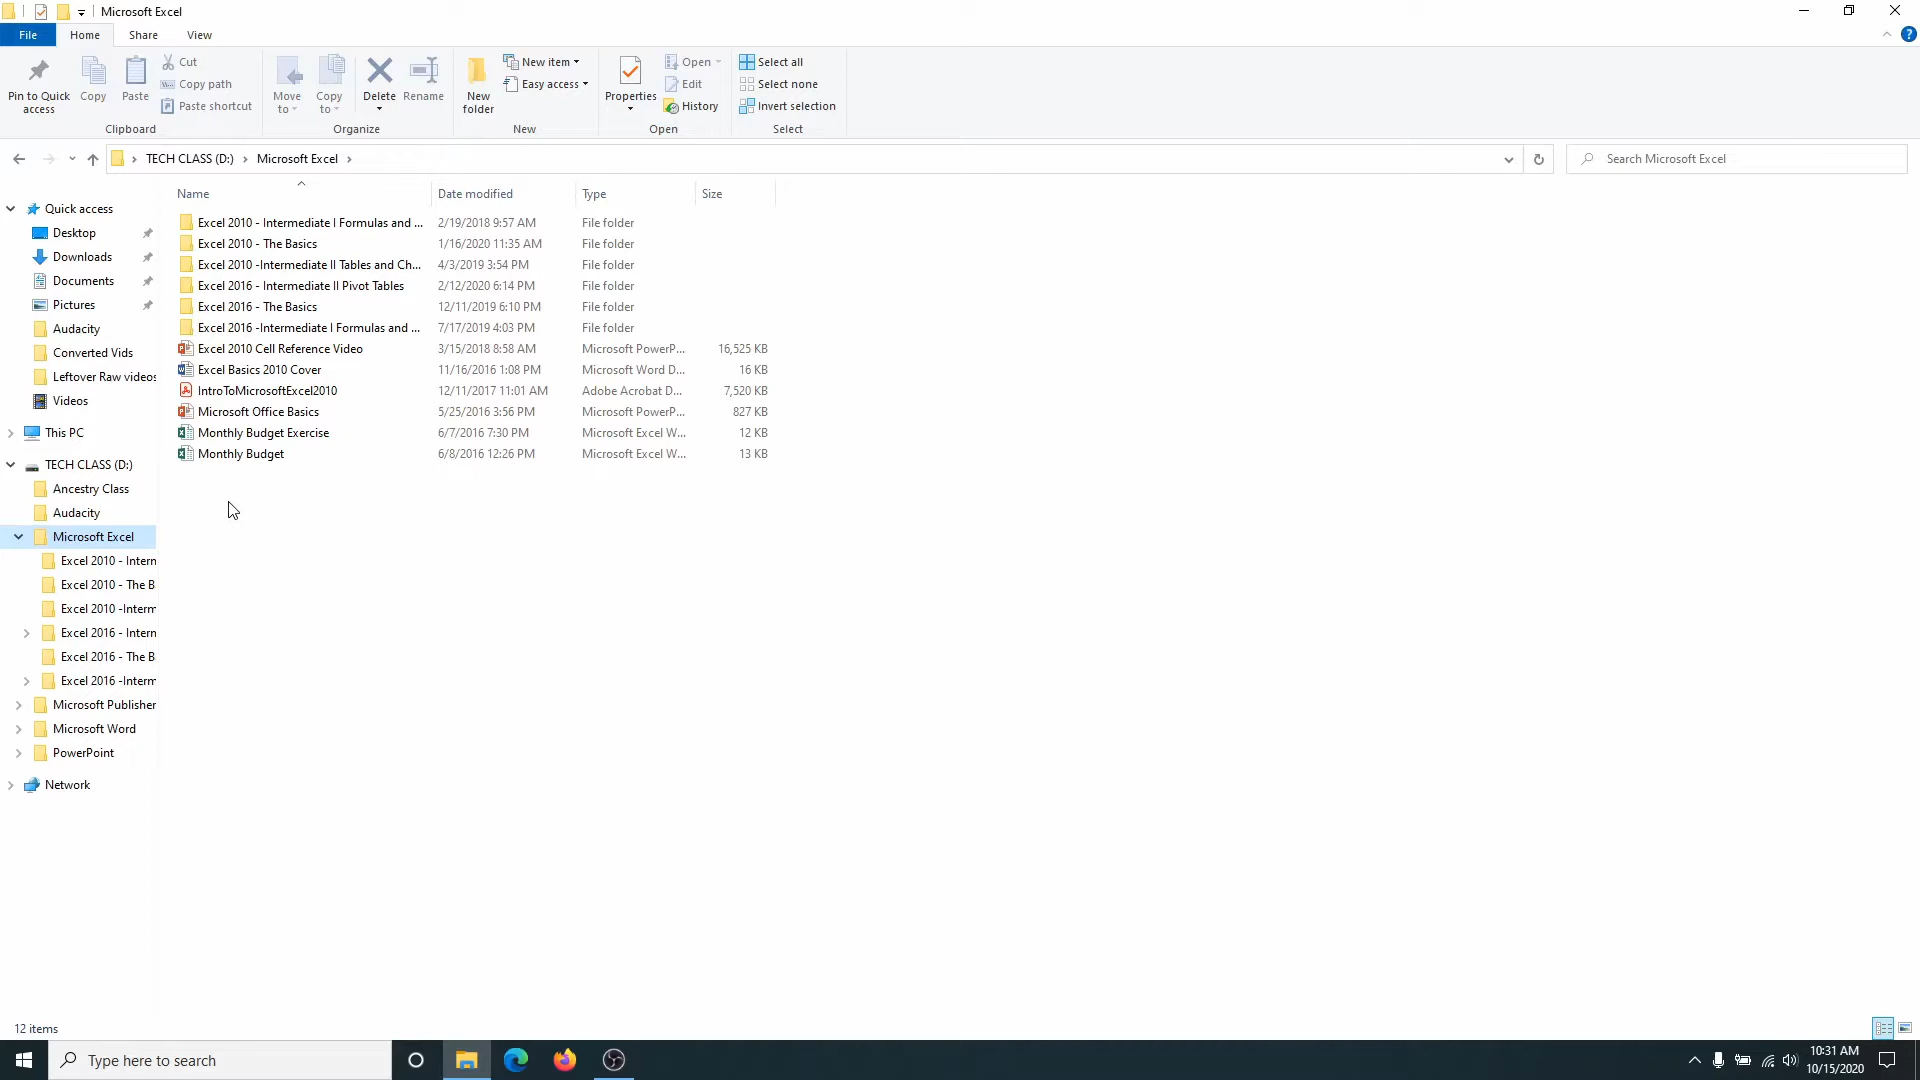 Microsoft Excel
File Home Share View
Pin to Quick access
Copy
Paste
Cut
Copy path
Paste shortcut
Clipboard
Move to
Copy to
Delete
Rename
Organize
New folder
New item
Easy access
New
Properties
Open
Edit
History
Open
Select all
Select none
Invert selection
Select
TECH CLASS (D:) Microsoft Excel
Search Microsoft Excel
Name Date modified Type Size
Excel 2010 - Intermediate I Formulas and ... 2/19/2018 9:57 AM File folder
Excel 2010 - The Basics 1/16/2020 11:35 AM File folder
Excel 2010 -Intermediate II Tables and Ch... 4/3/2019 3:54 PM File folder
Excel 2016 - Intermediate II Pivot Tables 2/12/2020 6:14 PM File folder
Excel 2016 - The Basics 12/11/2019 6:10 PM File folder
Excel 2016 -Intermediate I Formulas and ... 7/17/2019 4:03 PM File folder
Excel 2010 Cell Reference Video 3/15/2018 8:58 AM Microsoft PowerP... 16,525 KB
Excel Basics 2010 Cover 11/16/2016 1:08 PM Microsoft Word D... 16 KB
IntroToMicrosoftExcel2010 12/11/2017 11:01 AM Adobe Acrobat D... 7,520 KB
Microsoft Office Basics 5/25/2016 3:56 PM Microsoft PowerP... 827 KB
Monthly Budget Exercise 6/7/2016 7:30 PM Microsoft Excel W... 12 KB
Monthly Budget 6/8/2016 12:26 PM Microsoft Excel W... 13 KB
Quick access
Desktop
Downloads
Documents
Pictures
Audacity
Converted Vids
Leftover Raw videos
Videos
This PC
TECH CLASS (D:)
Ancestry Class
Audacity
Microsoft Excel
Excel 2010 - Intern
Excel 2010 - The B
Excel 2010 -Interm
Excel 2016 - Intern
Excel 2016 - The B
Excel 2016 -Interm
Microsoft Publisher
Microsoft Word
PowerPoint
Network
12 items
Type here to search
10:31 AM
10/15/2020